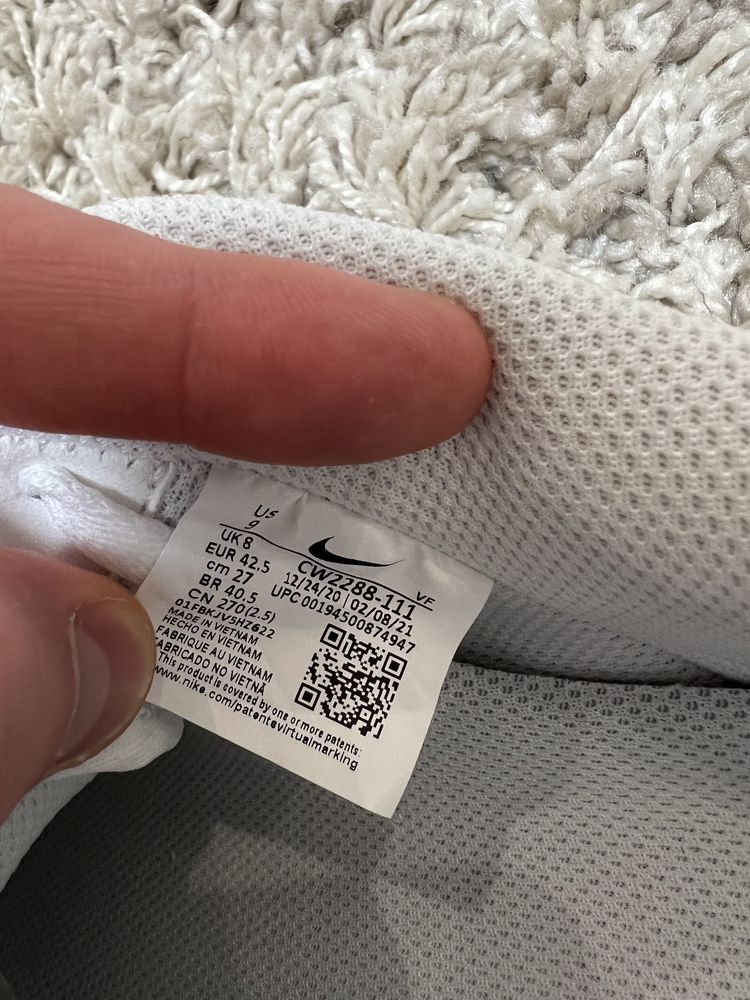 US
9
UK 8
EUR 42.5
cm 27
BR 40.5
CN 270(2.5)
01FBKJV5HZ622
MADE IN VIETNAM
HECHO EN VIETNAM
FABRIQUE AU VIETNAM
FABRICADO NO VIETNÃ
This product is covered by one or more patents:
www.nike.com/patentevirtualmarking
CW2288-111
VF
12/24/20 | 02/08/21
UPC 00194500874947